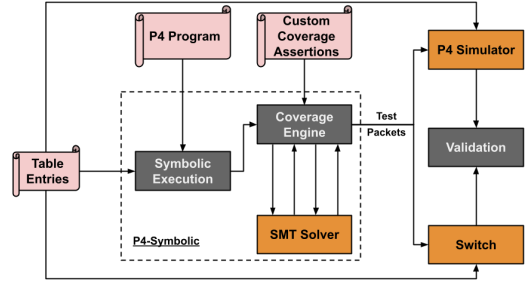 P4 Program
Custom
Coverage
Assertions
P4 Simulator
Coverage
Engine
Test
Packets
Validation
Table
Entries
Symbolic
Execution
SMT Solver
P4-Symbolic
Switch